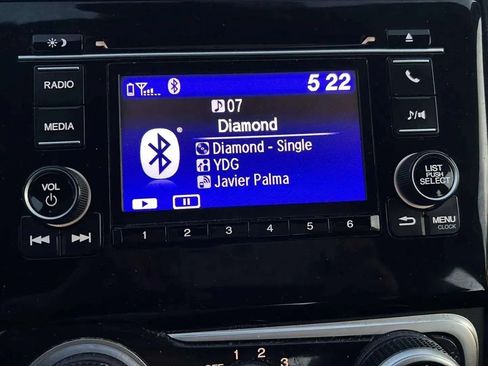 5 22
RADIO
07
MEDIA
Diamond
Diamond - Single
YDG
Javier Palma
VOL
LIST
PUSH
SELECT
MENU
CLOCK
1 2 3 4 5 6
OFF 1 2 3